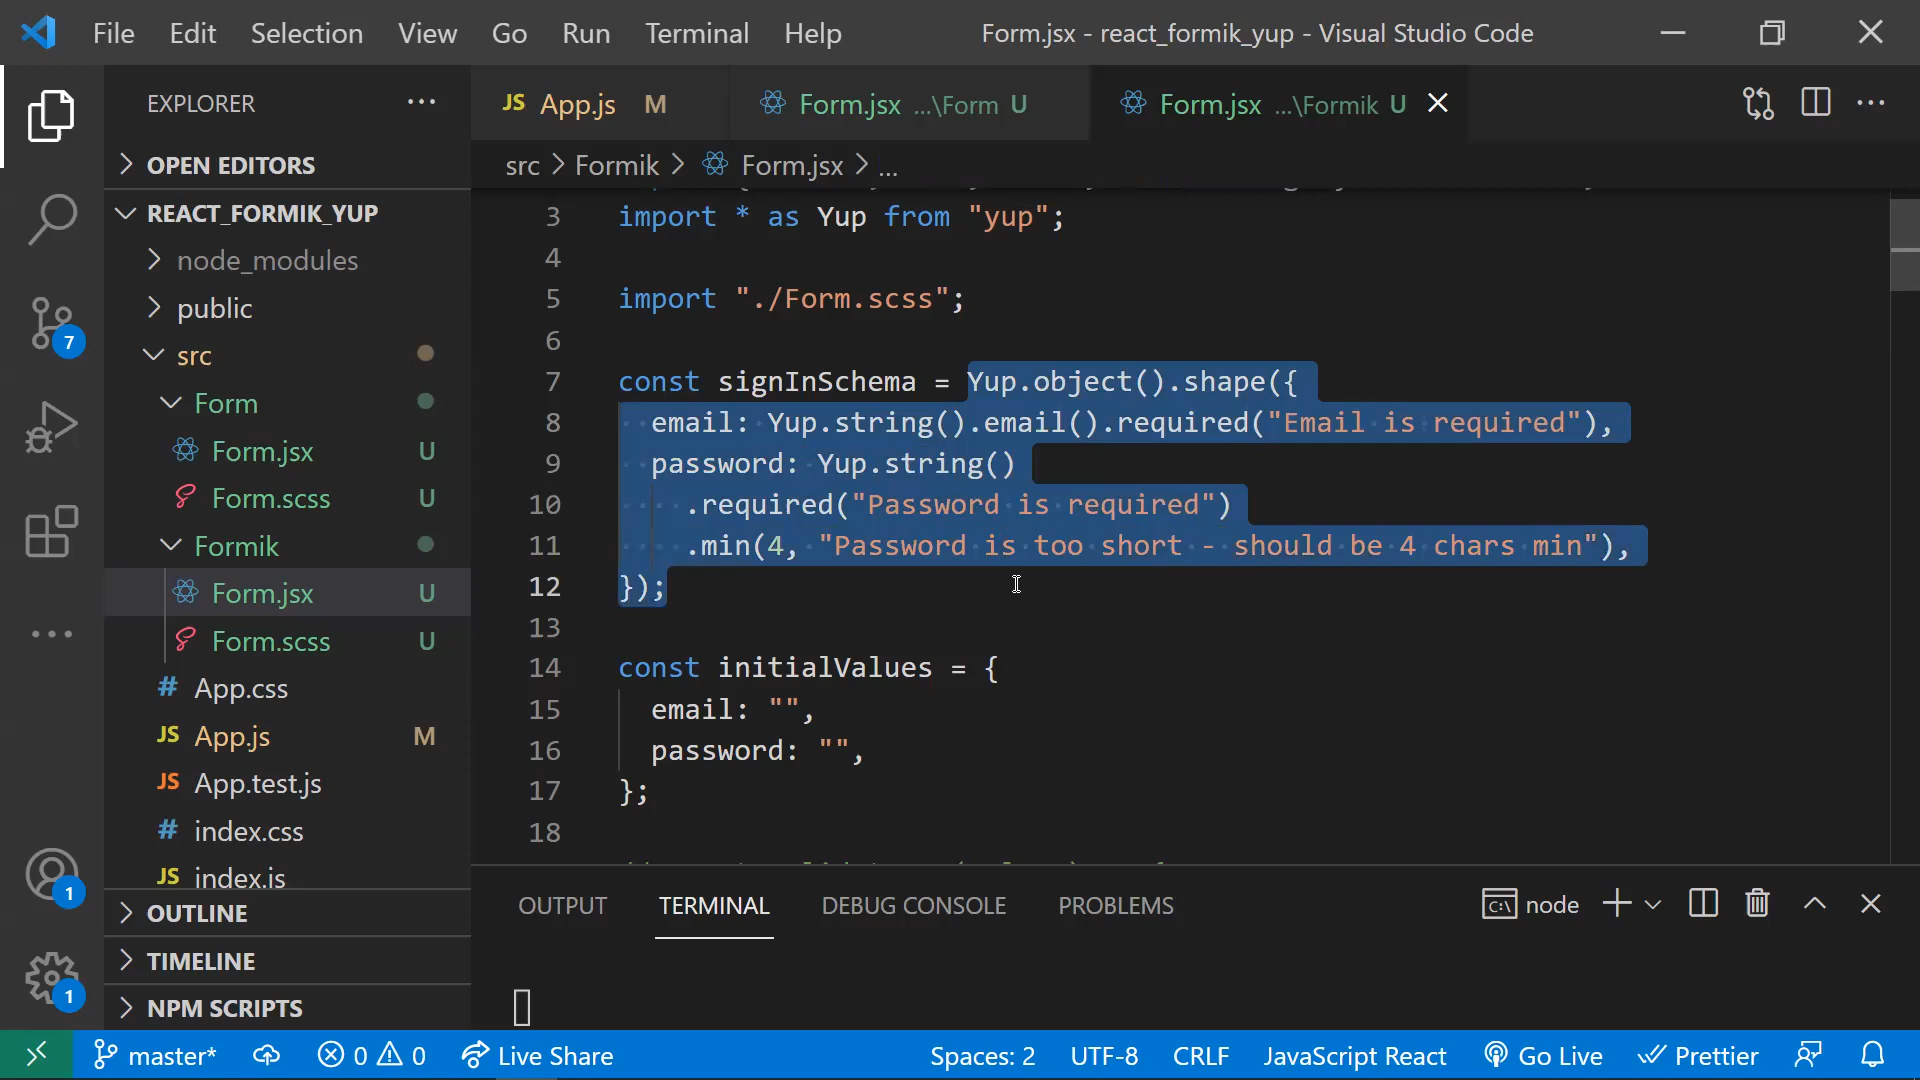 File Edit Selection View Go Run Terminal Help
Form.jsx - react_formik_yup - Visual Studio Code
EXPLORER
OPEN EDITORS
REACT_FORMIK_YUP
node_modules
public
src
Form
Form.jsx U
Form.scss U
Formik
Form.jsx U
Form.scss U
# App.css
JS App.js M
JS App.test.js
# index.css
JS index.js
OUTLINE
TIMELINE
NPM SCRIPTS
7
1
1
JS App.js M
Form.jsx ...\Form U
Form.jsx ...\Formik U
src > Formik > Form.jsx > ...
3 import * as Yup from "yup";
4
5 import "./Form.scss";
6
7 const signInSchema = Yup.object().shape({
8 email: Yup.string().email().required("Email is required"),
9 password: Yup.string()
10 .required("Password is required")
11 .min(4, "Password is too short - should be 4 chars min"),
12 });
13
14 const initialValues = {
15 email: "",
16 password: "",
17 };
18
OUTPUT TERMINAL DEBUG CONSOLE PROBLEMS
node
master* 0 0 Live Share Spaces: 2 UTF-8 CRLF JavaScript React Go Live Prettier